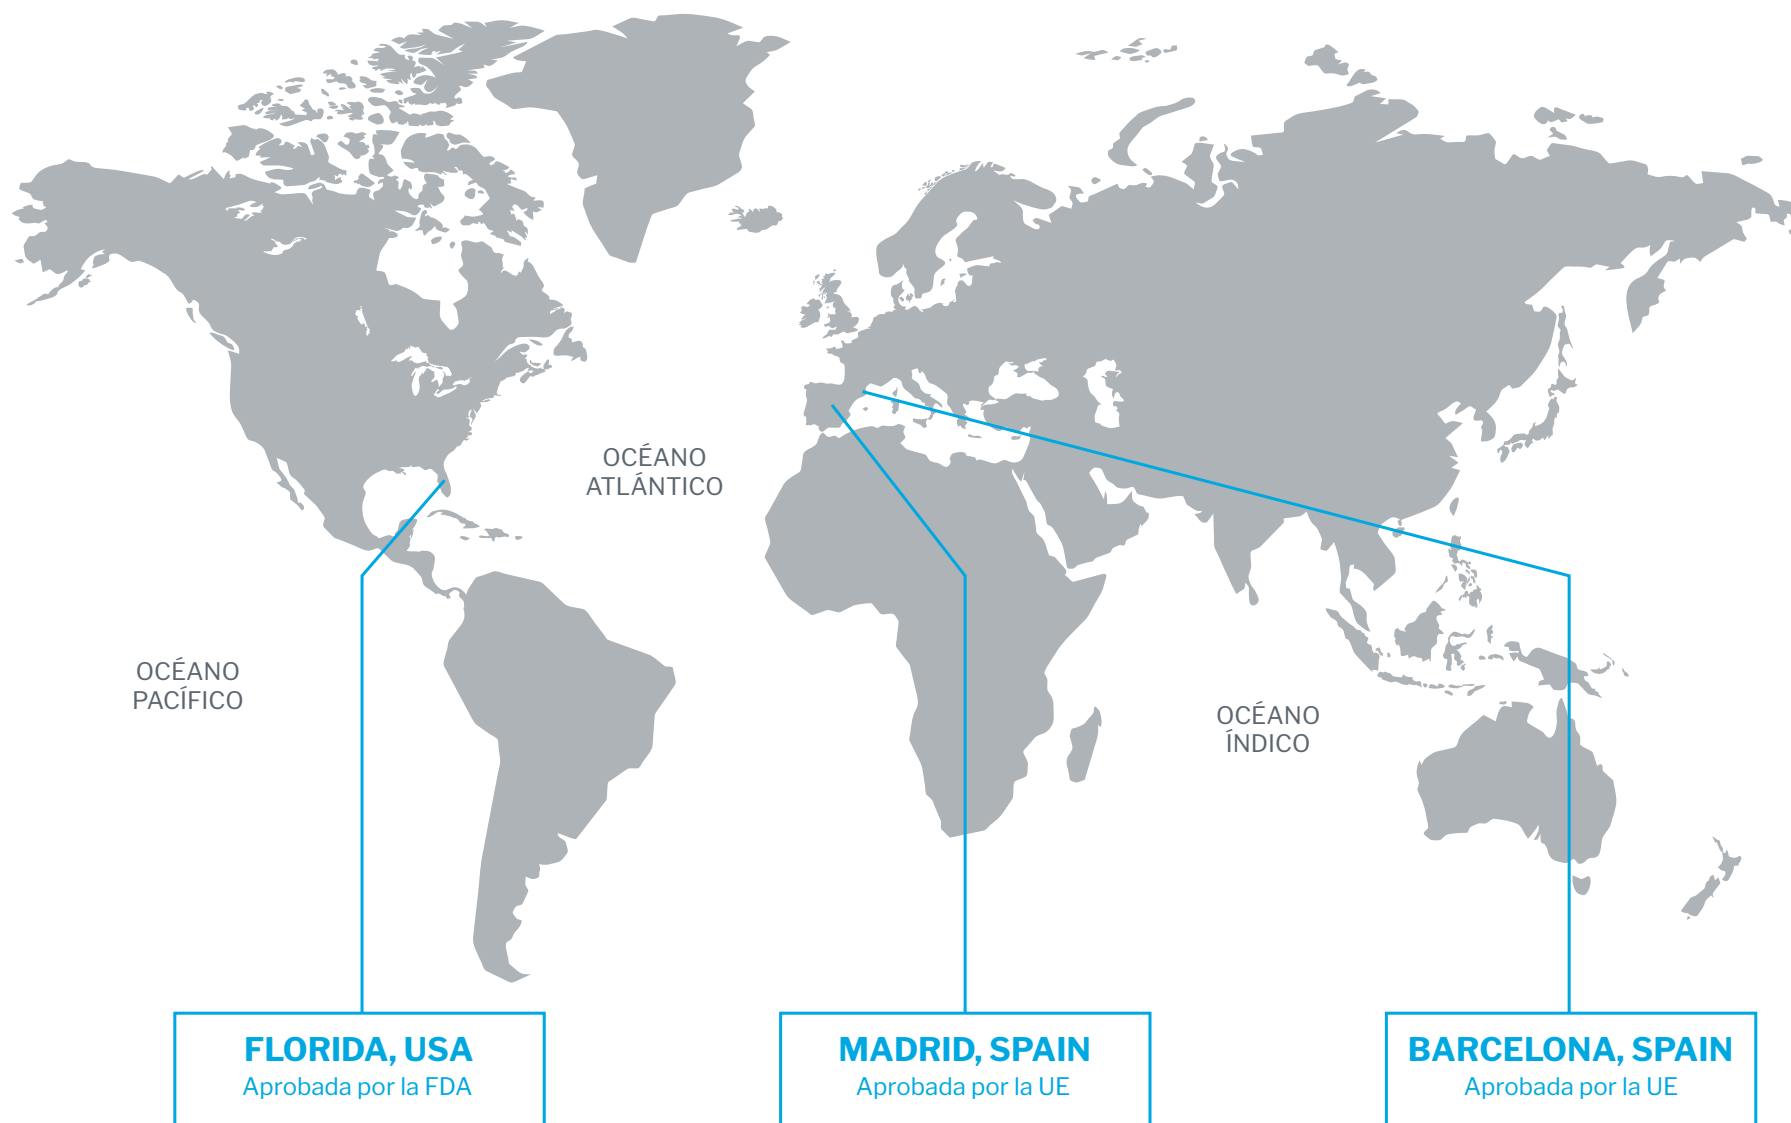 OCÉANO
ATLÁNTICO
OCÉANO
PACÍFICO
OCÉANO
ÍNDICO
FLORIDA, USA
Aprobada por la FDA
MADRID, SPAIN
Aprobada por la UE
BARCELONA, SPAIN
Aprobada por la UE